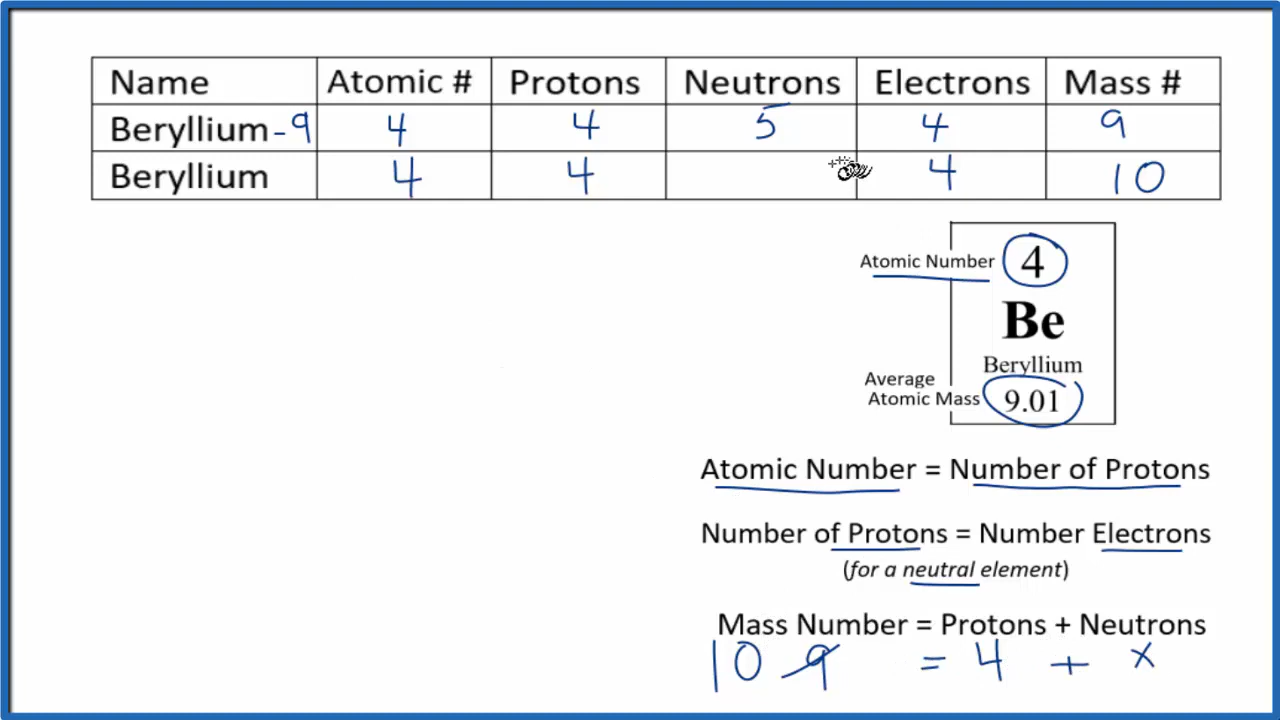 Name Atomic # Protons Neutrons Electrons Mass #
Beryllium -9 4 4 5 4 9
Beryllium 4 4 4 10
Atomic Number 4
Be
Beryllium
Average
Atomic Mass 9.01
Atomic Number = Number of Protons
Number of Protons = Number Electrons
(for a neutral element)
Mass Number = Protons + Neutrons
10 9 = 4 + x